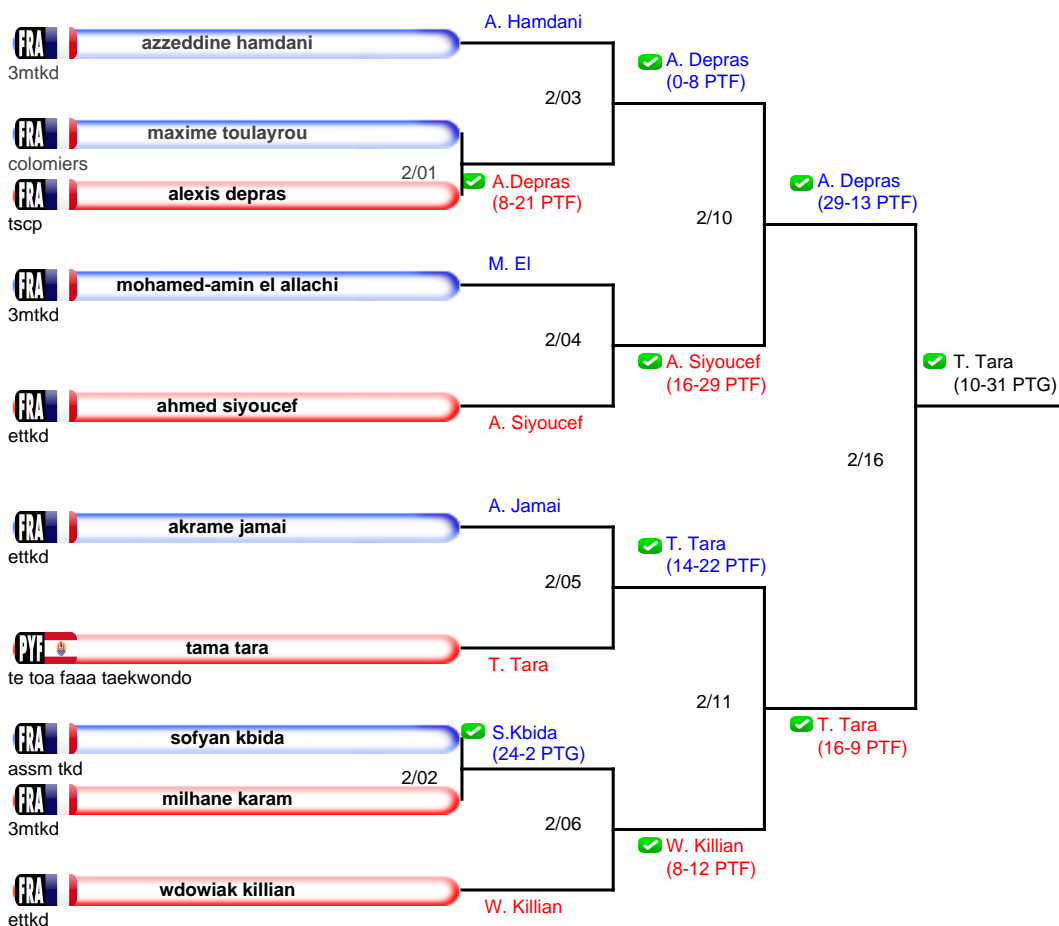 A. Hamdani
FRA azzeddine hamdani
3mtkd
A. Depras
(0-8 PTF)
2/03
FRA maxime toulayrou
colomiers
2/01
A.Depras
(8-21 PTF)
FRA alexis depras
tscp
A. Depras
(29-13 PTF)
2/10
M. El
FRA mohamed-amin el allachi
3mtkd
2/04
A. Siyoucef
(16-29 PTF)
T. Tara
(10-31 PTG)
FRA ahmed siyoucef
A. Siyoucef
ettkd
2/16
A. Jamai
FRA akrame jamai
ettkd
T. Tara
(14-22 PTF)
2/05
PYF tama tara
T. Tara
te toa faaa taekwondo
2/11
T. Tara
(16-9 PTF)
FRA sofyan kbida
assm tkd
S.Kbida
(24-2 PTG)
2/02
FRA milhane karam
3mtkd
2/06
W. Killian
(8-12 PTF)
FRA wdowiak killian
W. Killian
ettkd